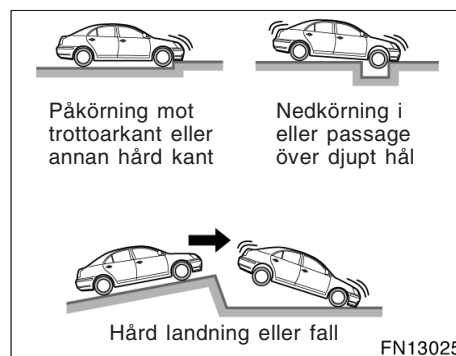 Påkörning mot
trottoarkant eller
annan hård kant
Nedkörning i
eller passage
över djupt hål
Hård landning eller fall
FN13025